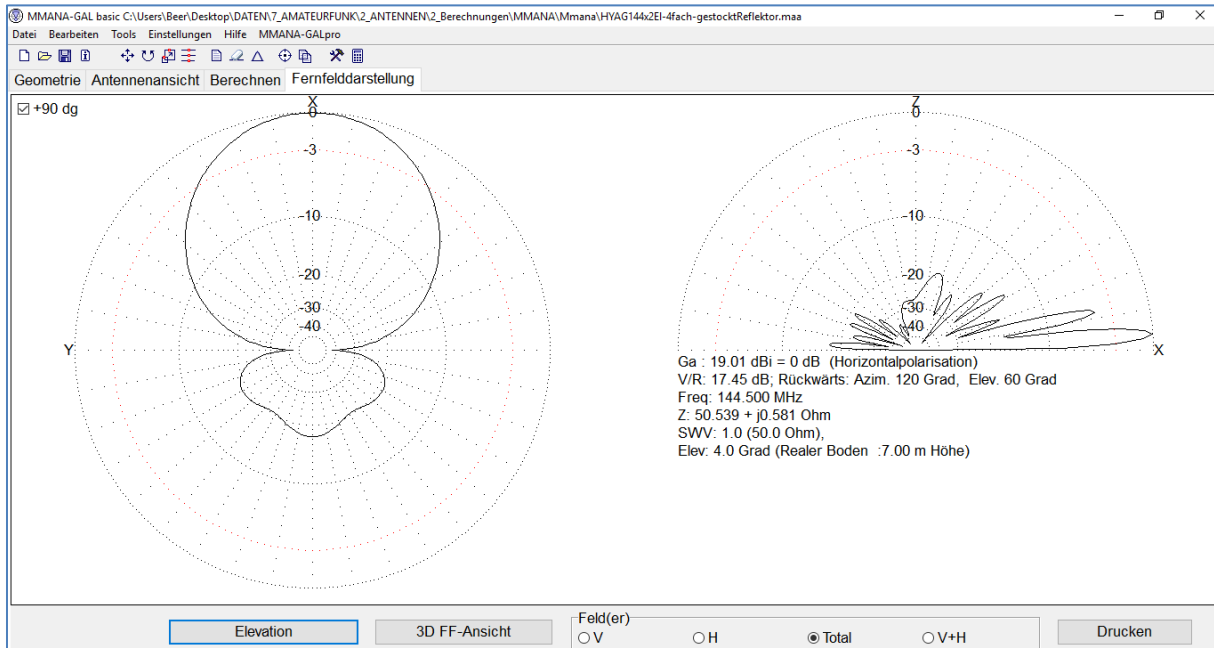 MMANA-GAL basic C:\Users\Beer\Desktop\DATEN\7_AMATEURFUNK\2_ANTENNEN\2_Berechnungen\MMANA\Mmana\HYAG144x2El-4fach-gestocktReflektor.maa
Datei Bearbeiten Tools Einstellungen Hilfe MMANA-GALpro
Geometrie Antennenansicht Berechnen Fernfelddarstellung
+90 dg
X
0
-3
-10
-20
-30
-40
Y
Z
0
-3
-10
-20
-30
-40
X
Ga : 19.01 dBi = 0 dB (Horizontalpolarisation)
V/R: 17.45 dB; Rückwärts: Azim. 120 Grad, Elev. 60 Grad
Freq: 144.500 MHz
Z: 50.539 + j0.581 Ohm
SWV: 1.0 (50.0 Ohm),
Elev: 4.0 Grad (Realer Boden :7.00 m Höhe)
Elevation
3D FF-Ansicht
Feld(er)
V H Total V+H
Drucken